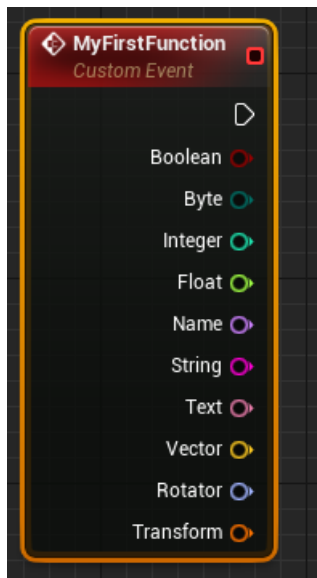 MyFirstFunction
Custom Event
Boolean
Byte
Integer
Float
Name
String
Text
Vector
Rotator
Transform